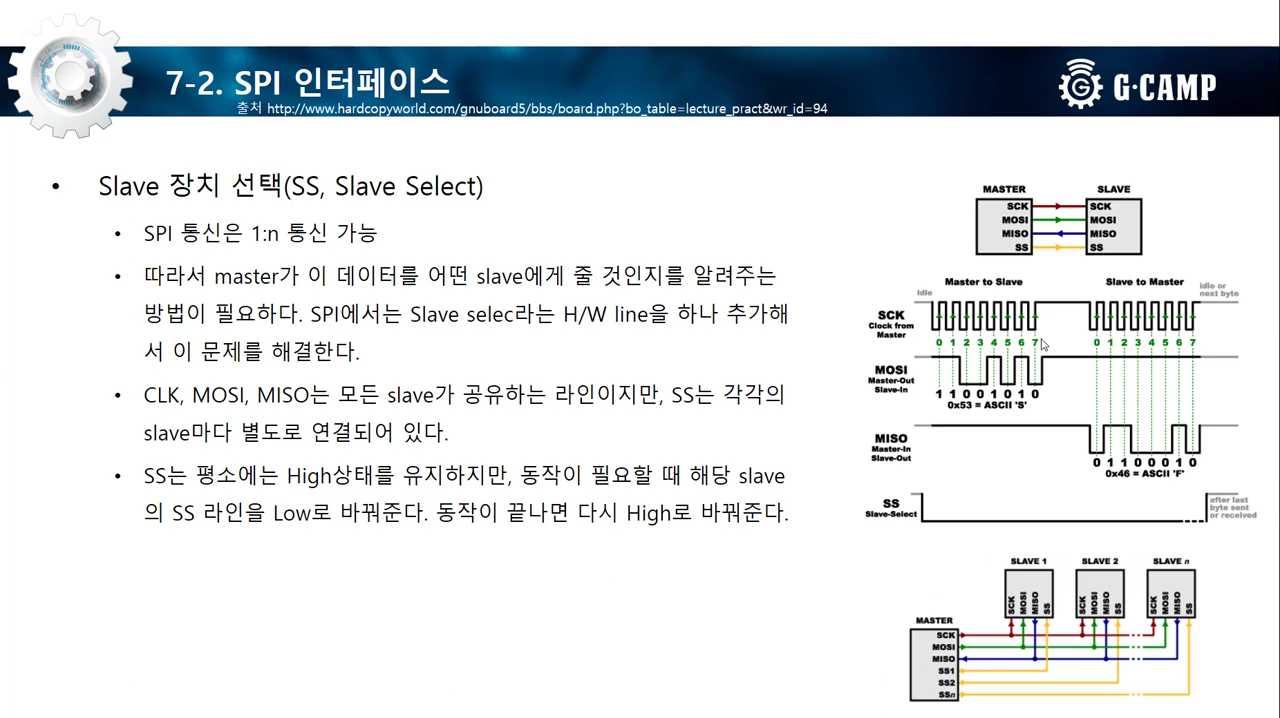 7-2. SPI 인터페이스
출처 http://www.hardcopyworld.com/gnuboard5/bbs/board.php?bo_table=lecture_pract&wr_id=94
G·CAMP
• Slave 장치 선택(SS, Slave Select)
• SPI 통신은 1:n 통신 가능
• 따라서 master가 이 데이터를 어떤 slave에게 줄 것인지를 알려주는
방법이 필요하다. SPI에서는 Slave selec라는 H/W line을 하나 추가해
서 이 문제를 해결한다.
• CLK, MOSI, MISO는 모든 slave가 공유하는 라인이지만, SS는 각각의
slave마다 별도로 연결되어 있다.
• SS는 평소에는 High상태를 유지하지만, 동작이 필요할 때 해당 slave
의 SS 라인을 Low로 바꿔준다. 동작이 끝나면 다시 High로 바꿔준다.
MASTER SLAVE
SCK SCK
MOSI MOSI
MISO MISO
SS SS
Master to Slave Slave to Master
idle
idle or
next byte
SCK
Clock from
Master
0 1 2 3 4 5 6 7 0 1 2 3 4 5 6 7
MOSI
Master-Out
Slave-In
1 1 0 0 1 0 1 0
0x53 = ASCII 'S'
MISO
Master-In
Slave-Out
0 1 1 0 0 0 1 0
0x46 = ASCII 'F'
SS
Slave-Select
after last
byte sent
or received
SLAVE 1 SLAVE 2 SLAVE n
SCK MOSI MISO SS SCK MOSI MISO SS SCK MOSI MISO SS
MASTER
SCK
MOSI
MISO
SS1
SS2
SSn